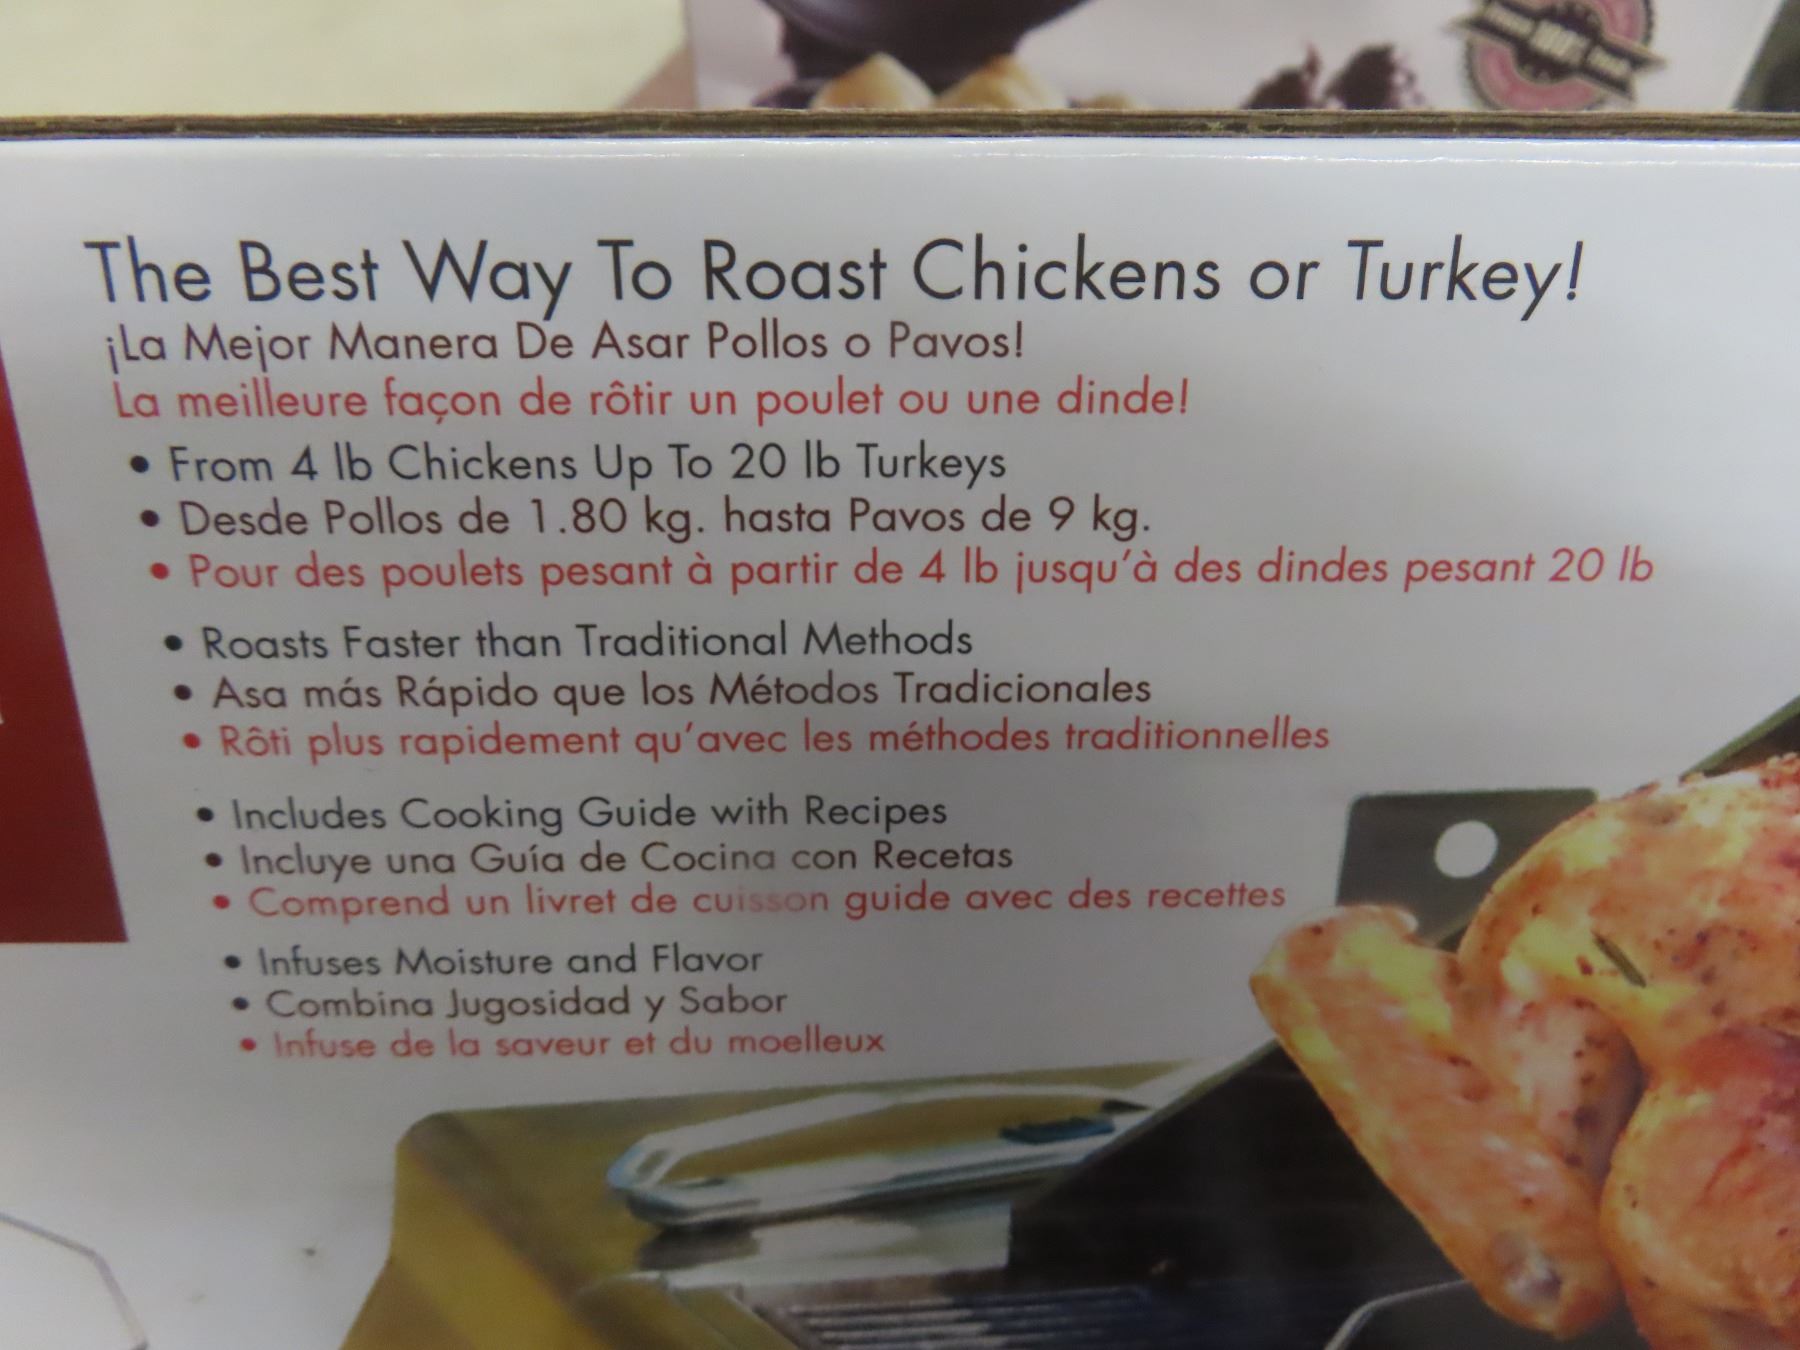 The Best Way To Roast Chickens or Turkey!
¡La Mejor Manera De Asar Pollos o Pavos!
La meilleure façon de rôtir un poulet ou une dinde!
• From 4 lb Chickens Up To 20 lb Turkeys
• Desde Pollos de 1.80 kg. hasta Pavos de 9 kg.
• Pour des poulets pesant à partir de 4 lb jusqu'à des dindes pesant 20 lb
• Roasts Faster than Traditional Methods
• Asa más Rápido que los Métodos Tradicionales
• Rôti plus rapidement qu'avec les méthodes traditionnelles
• Includes Cooking Guide with Recipes
• Incluye una Guía de Cocina con Recetas
• Comprend un livret de cuisson guide avec des recettes
• Infuses Moisture and Flavor
• Combina Jugosidad y Sabor
• Infuse de la saveur et du moelleux